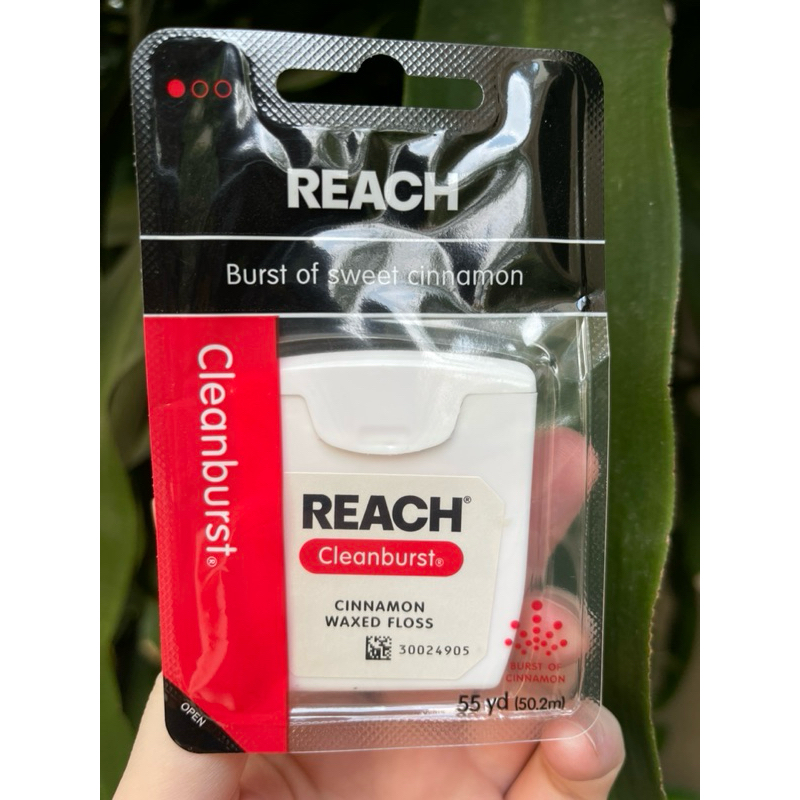 REACH
Burst of sweet cinnamon
Cleanburst®
REACH®
Cleanburst®
CINNAMON
WAXED FLOSS
30024905
BURST OF
CINNAMON
55 yd (50.2m)
OPEN